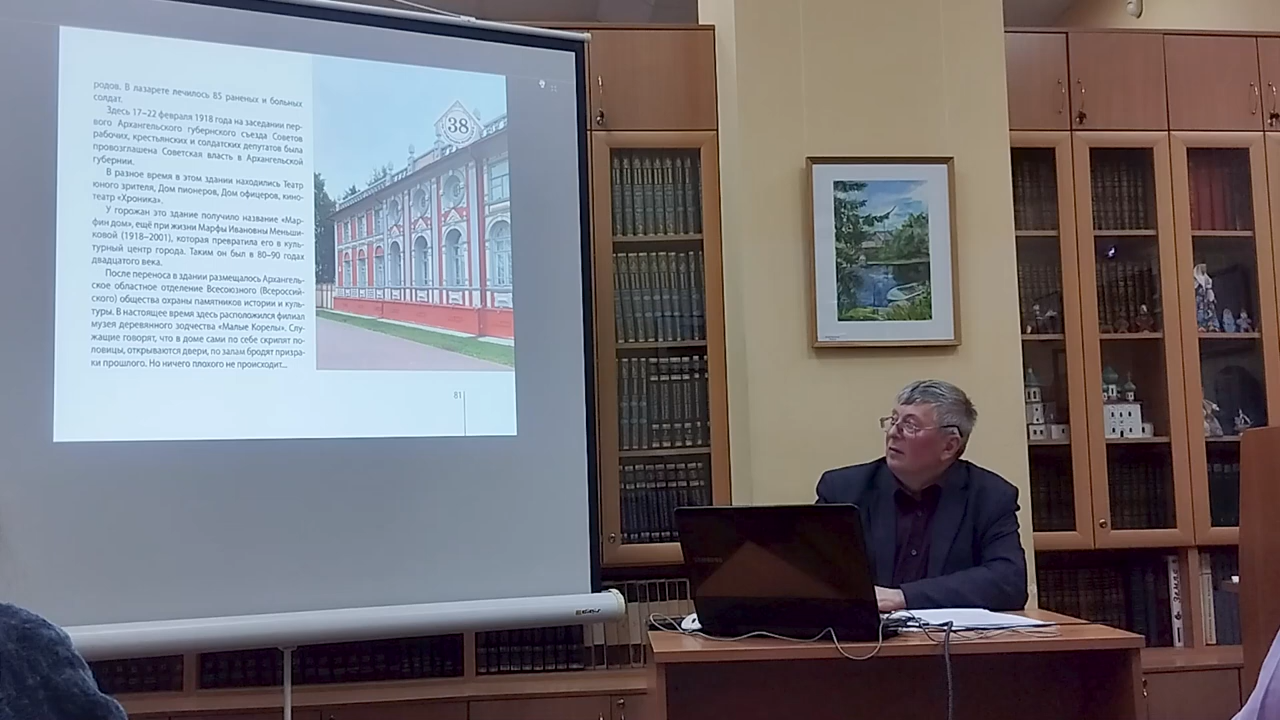 родов. В лазарете лечилось 85 раненых и больных
солдат.
Здесь 17–22 февраля 1918 года на заседании пер-
вого Архангельского губернского съезда Советов
рабочих, крестьянских и солдатских депутатов была
провозглашена Советская власть в Архангельской
губернии.
В разное время в этом здании находились Театр
юного зрителя, Дом пионеров, Дом офицеров, кино-
театр «Хроника».
У горожан это здание получило название «Мар-
фин дом», ещё при жизни Марфы Ивановны Меньши-
ковой (1918–2001), которая превратила его в куль-
турный центр города. Таким он был в 80–90 годах
двадцатого века.
После переноса в здании размещалось Архангель-
ское областное отделение Всесоюзного (Всероссий-
ского) общества охраны памятников истории и куль-
туры. В настоящее время здесь расположился филиал
музея деревянного зодчества «Малые Корелы». Слу-
жащие говорят, что в доме сами по себе скрипят по-
ловицы, открываются двери, по залам бродят призра-
ки прошлого. Но ничего плохого не происходит...
38
81
SAMSUNG